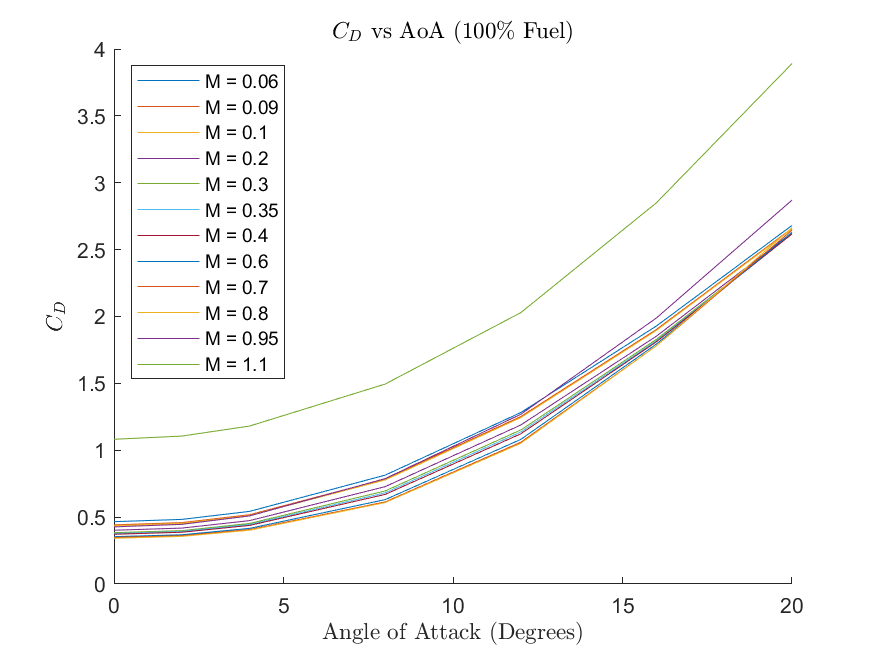 C_D vs AoA (100% Fuel)
4
3.5
3
2.5
2
1.5
1
0.5
0
C_D
M = 0.06
M = 0.09
M = 0.1
M = 0.2
M = 0.3
M = 0.35
M = 0.4
M = 0.6
M = 0.7
M = 0.8
M = 0.95
M = 1.1
0 5 10 15 20
Angle of Attack (Degrees)